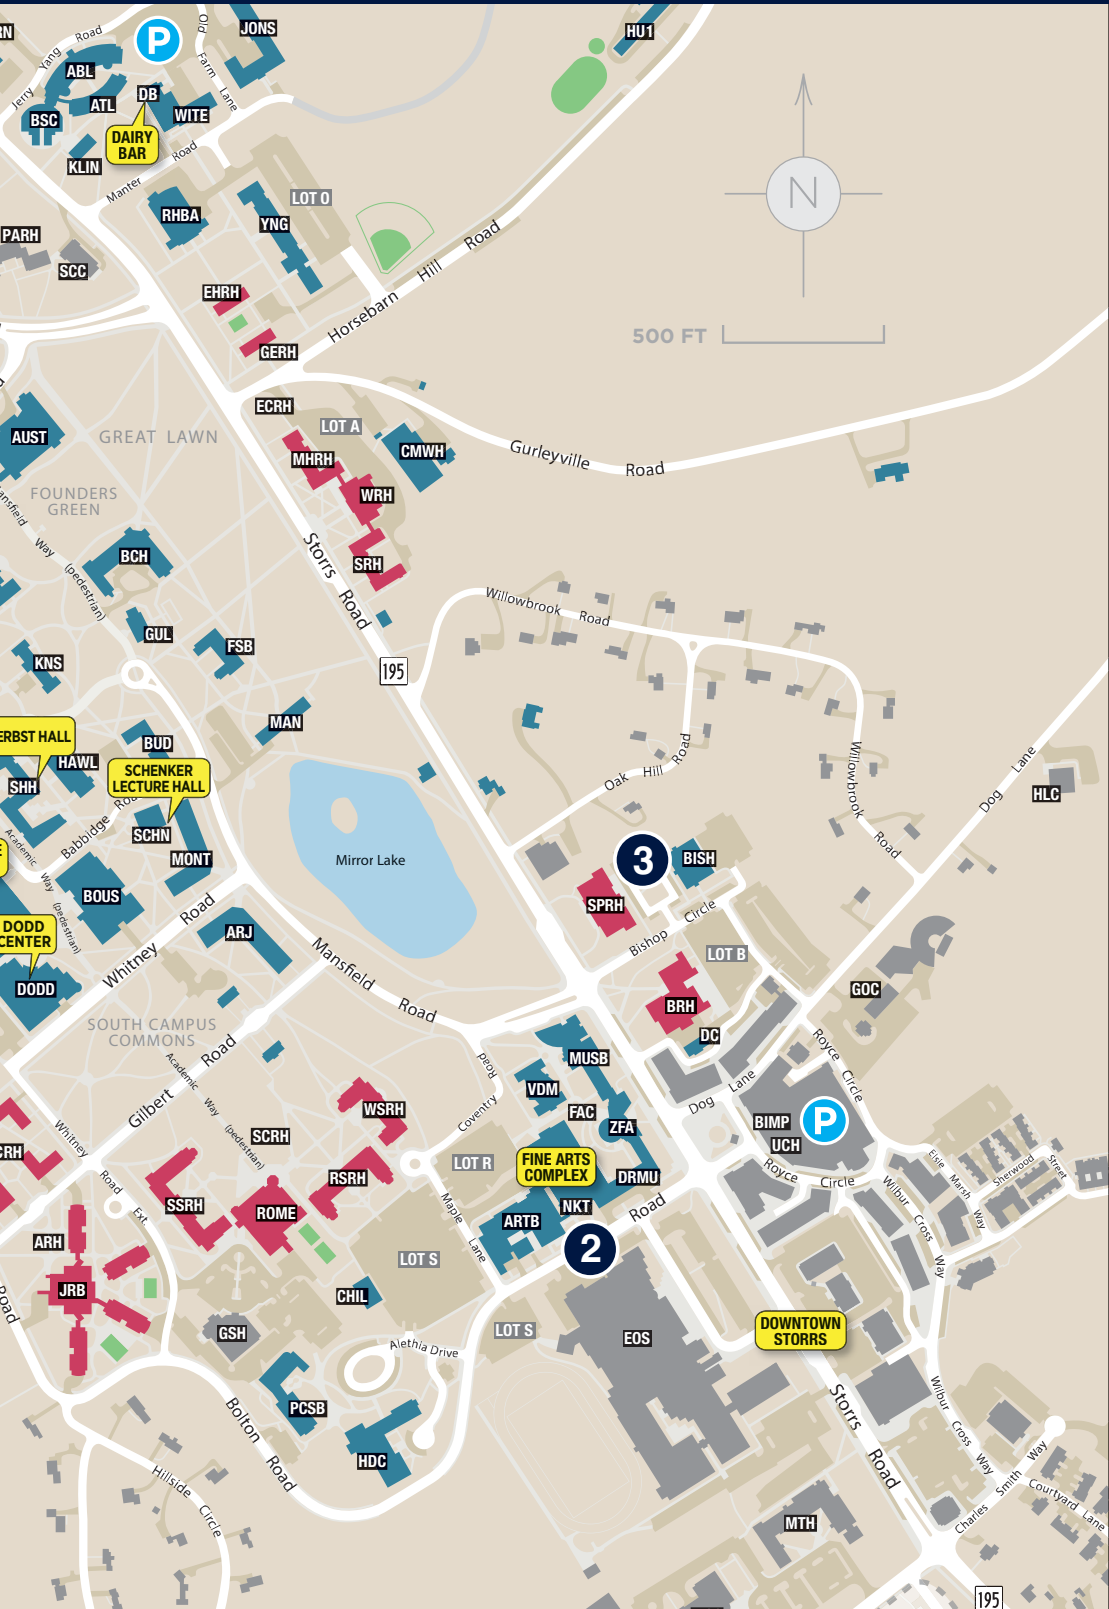 RN
Jerry
Yang
Road
Old
Farm
Lane
JONS
HU1
P
ABL
ATL
DB
WITE
BSC
DAIRY
BAR
KLIN
Manter
Road
N
LOT O
RHBA
YNG
PARH
SCC
Horsebarn
Hill
Road
EHRH
GERH
500 FT
ECRH
LOT A
AUST
GREAT LAWN
MHRH
CMWH
Gurleyville
Road
WRH
FOUNDERS
GREEN
Way
(pedestrian)
BCH
Storrs
Road
SRH
Willowbrook
Road
GUL
FSB
KNS
195
MAN
BUD
ERBST HALL
HAWL
SCHENKER
LECTURE HALL
SHH
Oak
Hill
Road
Willowbrook
Road
Dog
Lane
HLC
Babbidge
SCHN
MONT
Academic
Way
(pedestrian)
BOUS
Mirror Lake
3
BISH
SPRH
Bishop
Circle
Whitney
Road
ARJ
DODD
CENTER
DODD
Mansfield
Road
LOT B
GOC
BRH
DC
SOUTH CAMPUS
COMMONS
Gilbert
Road
Academic
Way
(pedestrian)
Coventry
Road
MUSB
VDM
FAC
ZFA
Dog
Lane
Royce
Circle
BIMP
UCH
P
WSRH
SCRH
Whitney
Road
Ext.
CRH
LOT R
FINE ARTS
COMPLEX
DRMU
Royce
Circle
Elsie
Marsh
Way
Sherwood
Street
RSRH
SSRH
ROME
Maple
Lane
NKT
ARTB
Road
Wilbur
Cross
Way
ARH
2
LOT S
JRB
CHIL
Road
GSH
LOT S
EOS
DOWNTOWN
STORRS
Alethia Drive
Bolton
Road
PCSB
HDC
Storrs
Road
Wilbur
Cross
Way
Hillside
Circle
Charles
Smith
Way
Courtyard
Lane
MTH
195